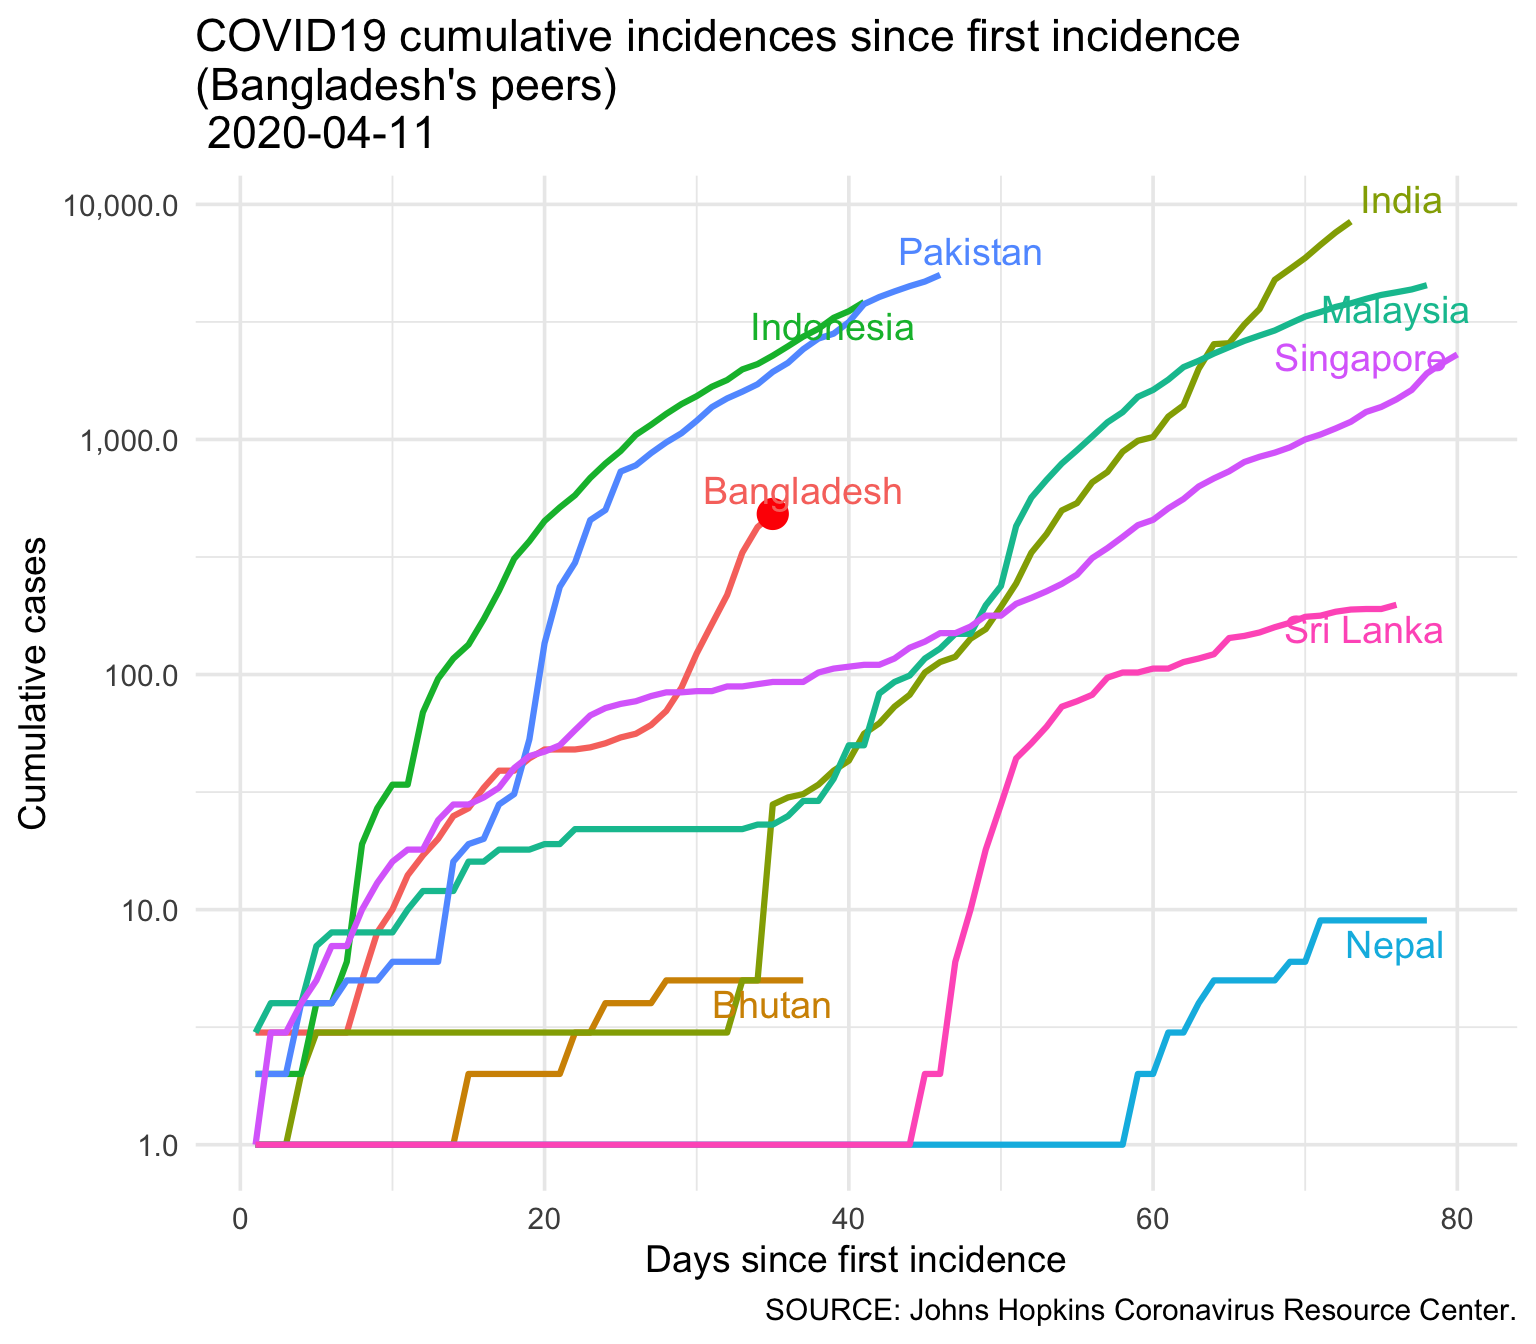 COVID19 cumulative incidences since first incidence
(Bangladesh's peers)
2020-04-11
10,000.0
1,000.0
100.0
10.0
1.0
Cumulative cases
India
Pakistan
Malaysia
Indonesia
Singapore
Bangladesh
Sri Lanka
Nepal
Bhutan
0 20 40 60 80
Days since first incidence
SOURCE: Johns Hopkins Coronavirus Resource Center.